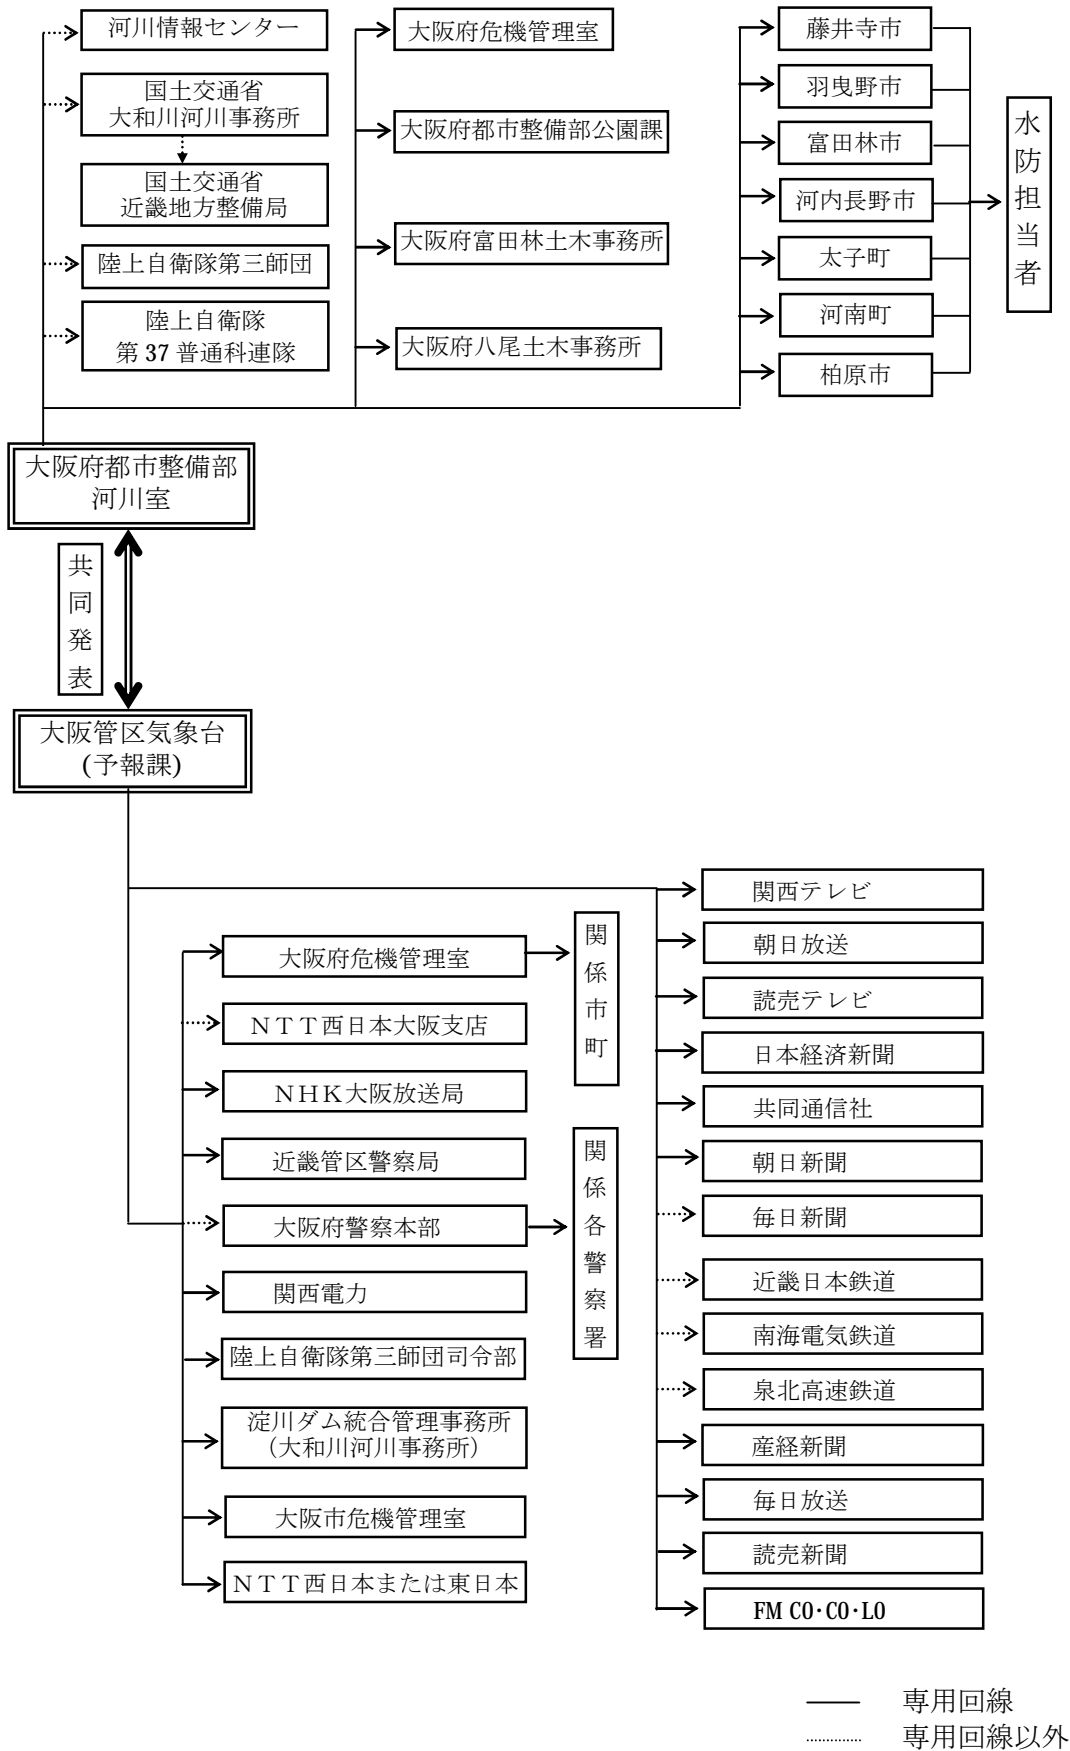 河川情報センター
国土交通省
大和川河川事務所
国土交通省
近畿地方整備局
陸上自衛隊第三師団
陸上自衛隊
第 37 普通科連隊
大阪府危機管理室
大阪府都市整備部公園課
大阪府富田林土木事務所
大阪府八尾土木事務所
藤井寺市
羽曳野市
富田林市
河内長野市
太子町
河南町
柏原市
水防担当者
大阪府都市整備部
河川室
共同発表
大阪管区気象台
(予報課)
大阪府危機管理室
ＮＴＴ西日本大阪支店
ＮＨＫ大阪放送局
近畿管区警察局
大阪府警察本部
関西電力
陸上自衛隊第三師団司令部
淀川ダム統合管理事務所
（大和川河川事務所）
大阪市危機管理室
ＮＴＴ西日本または東日本
関係市町
関係各警察署
関西テレビ
朝日放送
読売テレビ
日本経済新聞
共同通信社
朝日新聞
毎日新聞
近畿日本鉄道
南海電気鉄道
泉北高速鉄道
産経新聞
毎日放送
読売新聞
FM CO･CO･LO
専用回線
専用回線以外